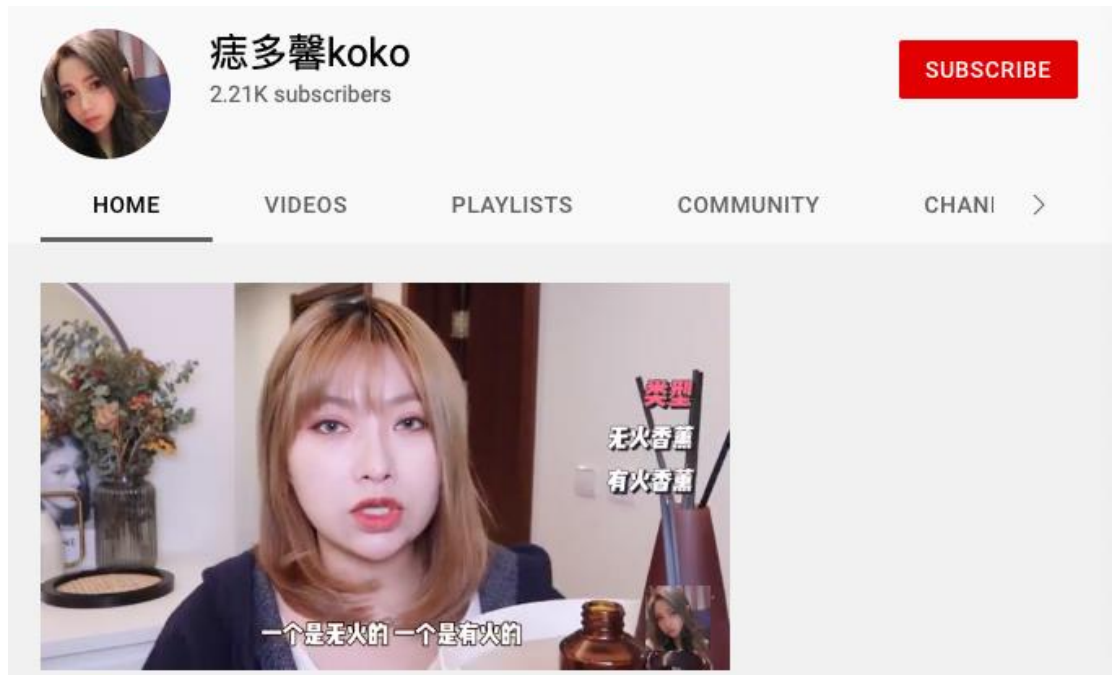 痣多馨koko
2.21K subscribers
SUBSCRIBE
HOME
VIDEOS
PLAYLISTS
COMMUNITY
CHAN
类型
无火香薰
有火香薰
一个是无火的 一个是有火的